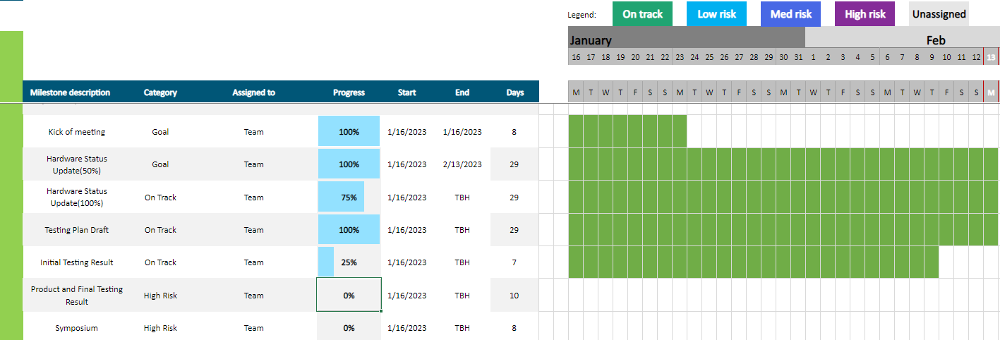 Legend: On track Low risk Med risk High risk Unassigned
January Feb
16 17 18 19 20 21 22 23 24 25 26 27 28 29 30 31 1 2 3 4 5 6 7 8 9 10 11 12 13
Milestone description Category Assigned to Progress Start End Days M T W T F S S M T W T F S S M T W T F S S M T W T F S S M
Kick of meeting Goal Team 100% 1/16/2023 1/16/2023 8
Hardware Status
Update(50%) Goal Team 100% 1/16/2023 2/13/2023 29
Hardware Status
Update(100%) On Track Team 75% 1/16/2023 TBH 29
Testing Plan Draft On Track Team 100% 1/16/2023 TBH 29
Initial Testing Result On Track Team 25% 1/16/2023 TBH 7
Product and Final Testing
Result High Risk Team 0% 1/16/2023 TBH 10
Symposium High Risk Team 0% 1/16/2023 TBH 8